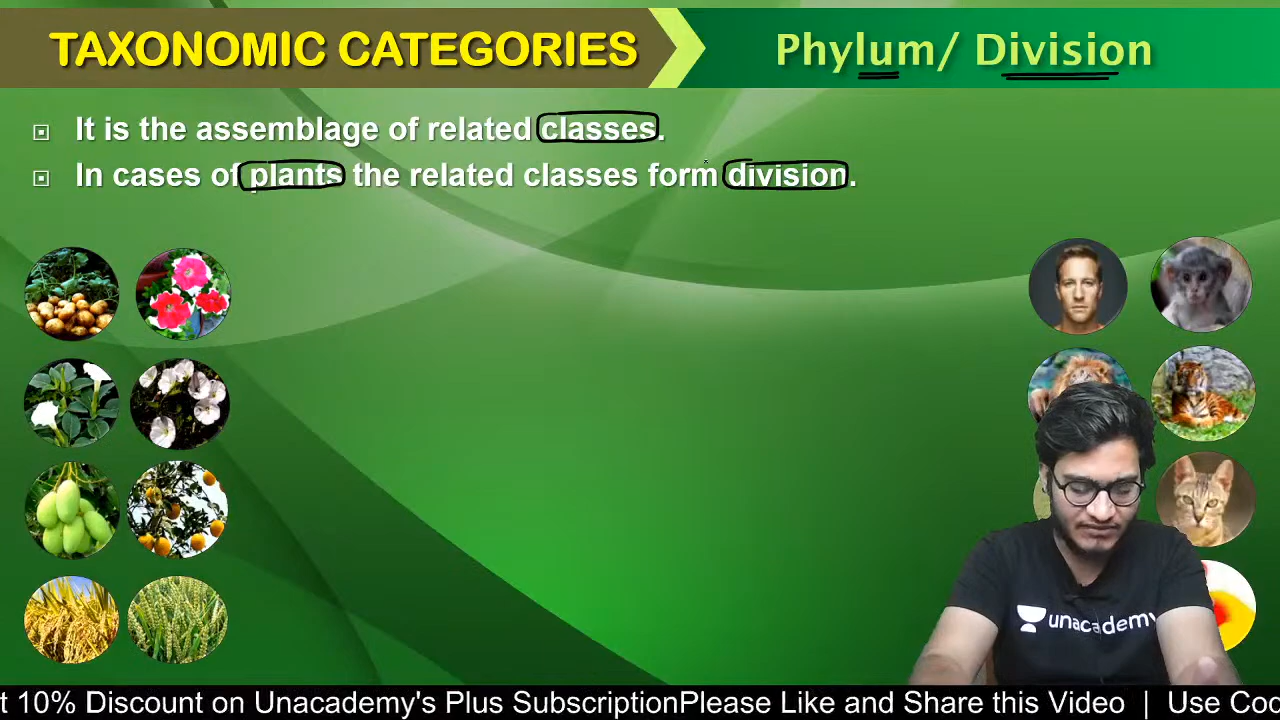 TAXONOMIC CATEGORIES
Phylum/ Division
It is the assemblage of related classes.
In cases of plants the related classes form division.
unacademy
t 10% Discount on Unacademy's Plus SubscriptionPlease Like and Share this Video | Use Coc